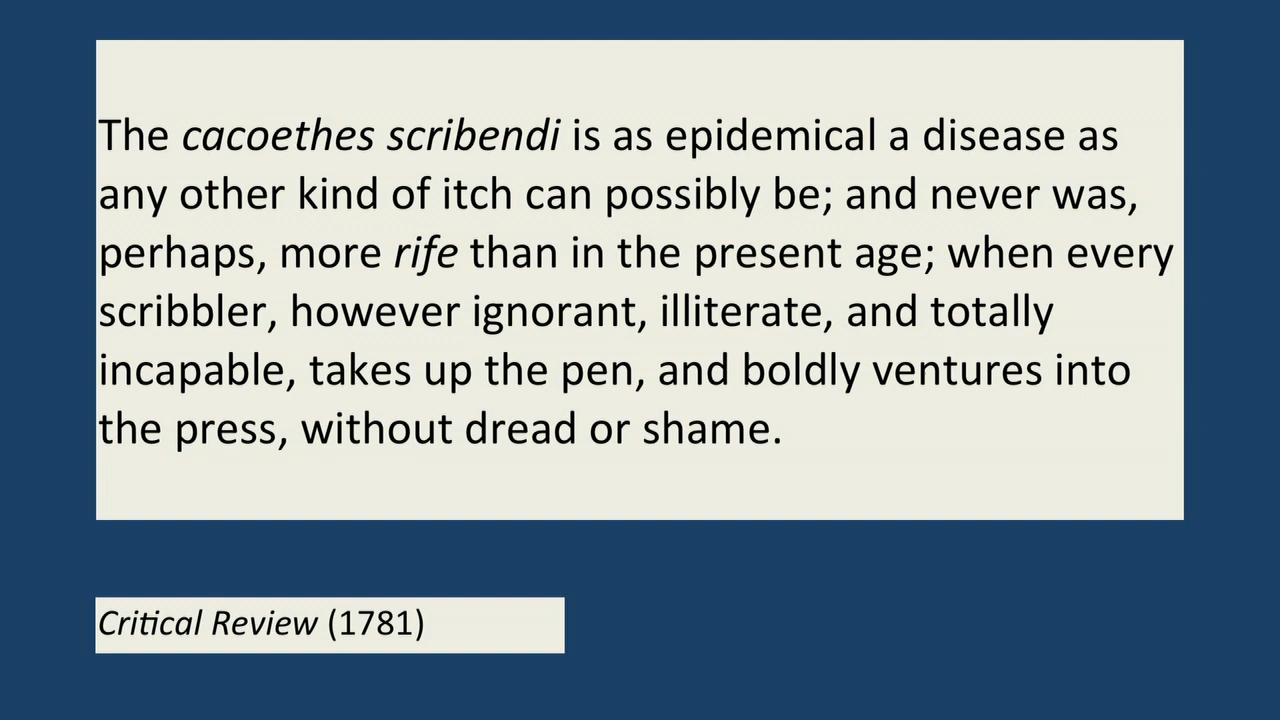 The cacoethes scribendi is as epidemical a disease as
any other kind of itch can possibly be; and never was,
perhaps, more rife than in the present age; when every
scribbler, however ignorant, illiterate, and totally
incapable, takes up the pen, and boldly ventures into
the press, without dread or shame.
Critical Review (1781)